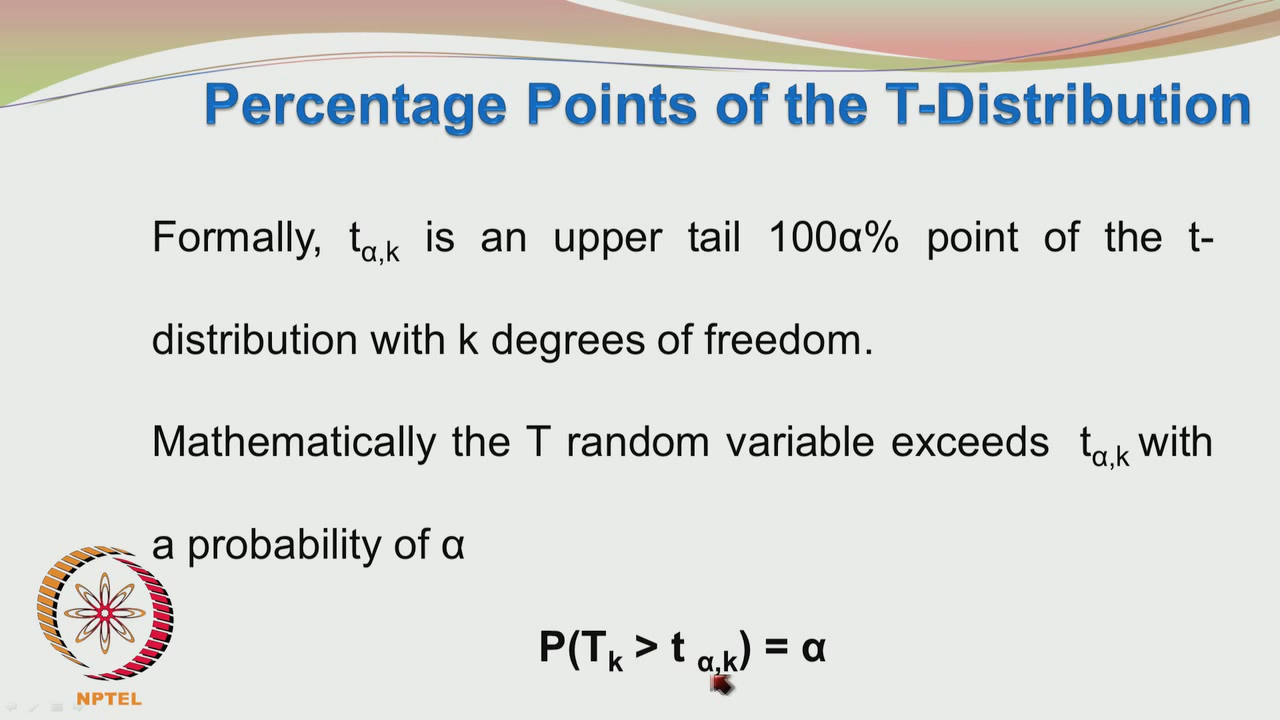 Percentage Points of the T-Distribution
Formally, tα,k is an upper tail 100α% point of the t-
distribution with k degrees of freedom.
Mathematically the T random variable exceeds tα,k with
a probability of α
P(Tk > t α,k) = α
NPTEL